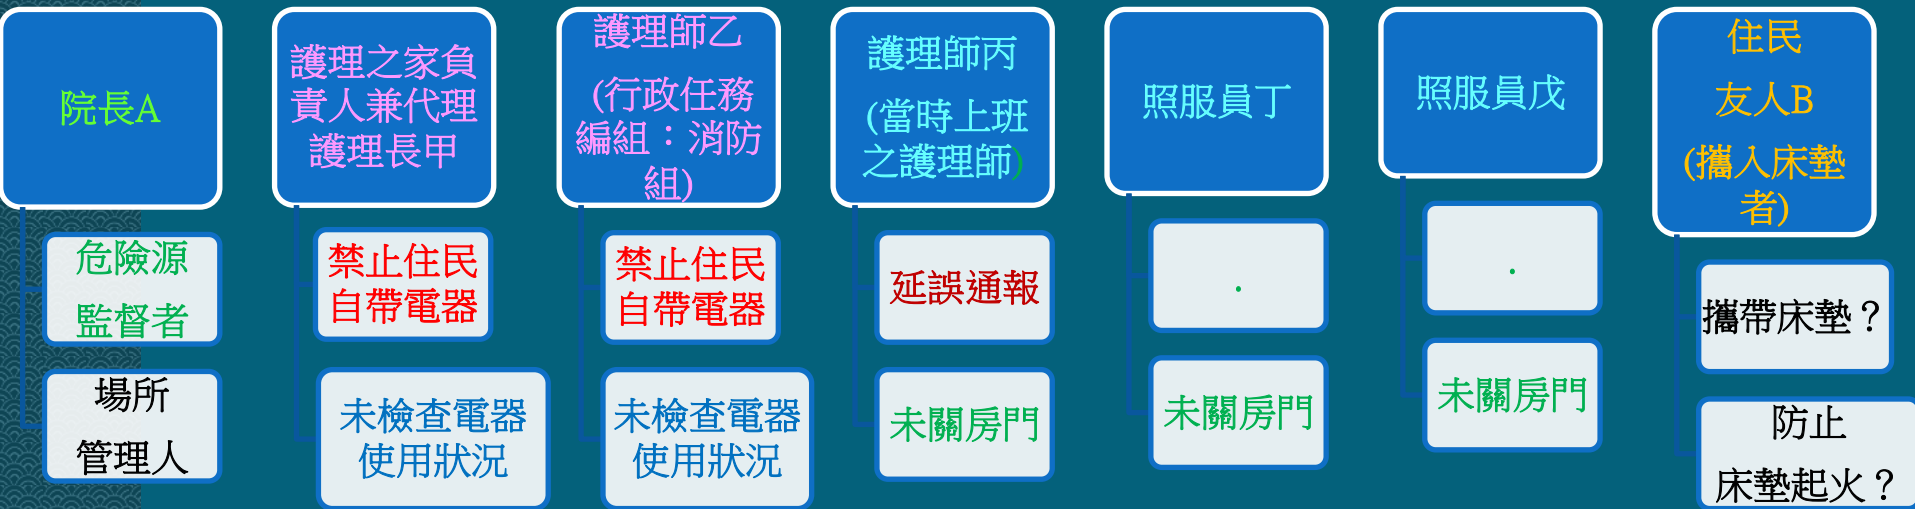 院長A
危險源
監督者
場所
管理人
護理之家負
責人兼代理
護理長甲
禁止住民
自帶電器
未檢查電器
使用狀況
護理師乙
(行政任務
編組：消防
組)
禁止住民
自帶電器
未檢查電器
使用狀況
護理師丙
(當時上班
之護理師)
延誤通報
未關房門
照服員丁
.
未關房門
照服員戊
.
未關房門
住民
友人B
(攜入床墊
者)
攜帶床墊？
防止
床墊起火？